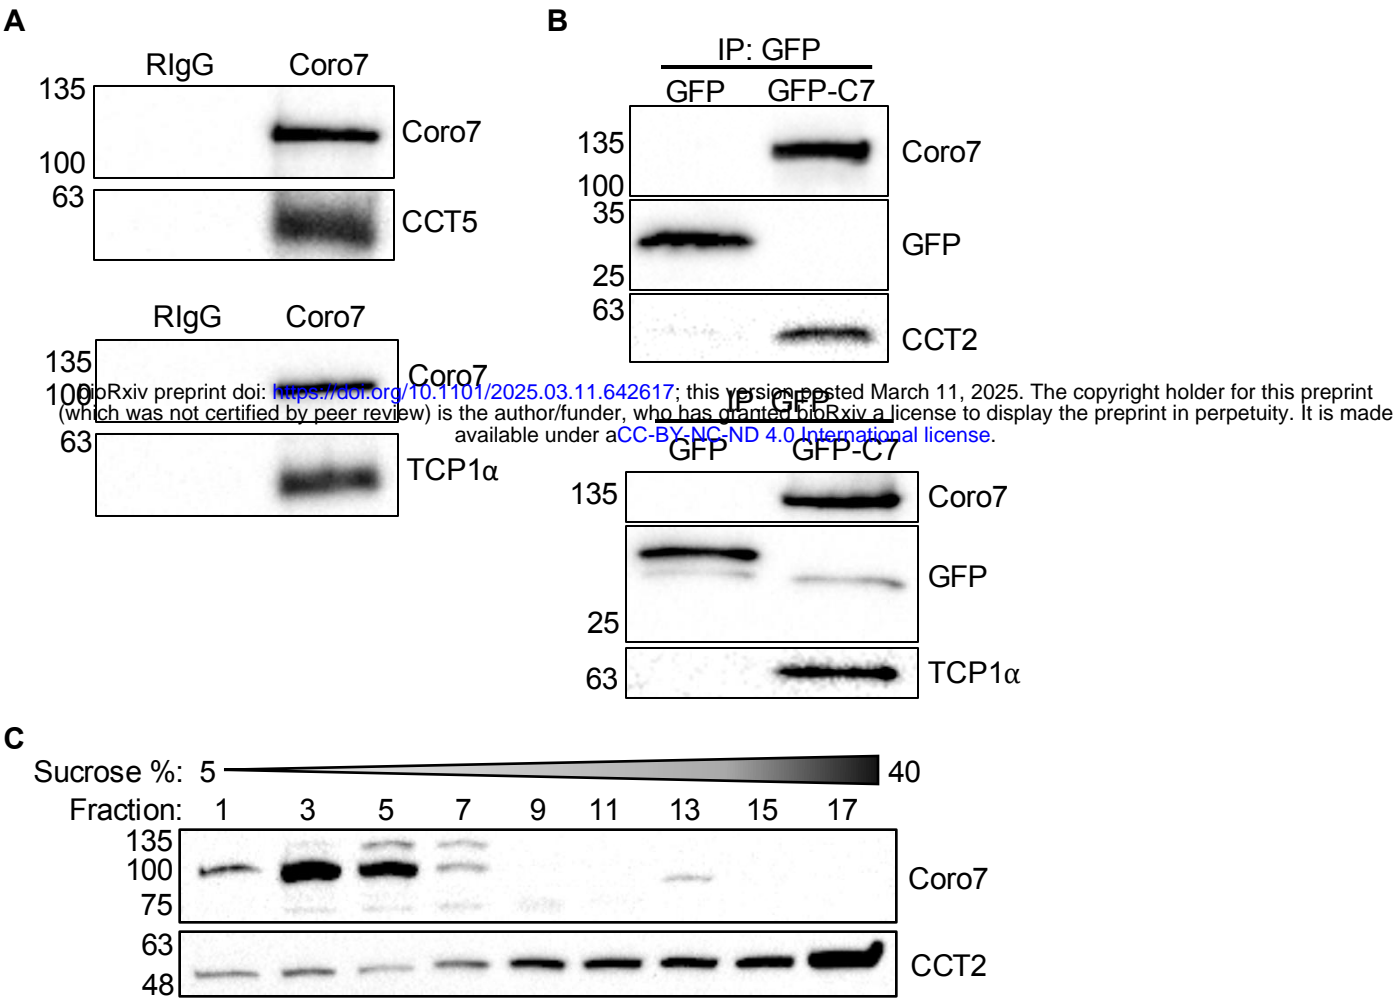 A
RIgG Coro7
135
Coro7
100
63
CCT5
RIgG Coro7
135
Coro7
100
63
TCP1α
B
IP: GFP
GFP GFP-C7
135
Coro7
100
35
GFP
25
63
CCT2
bioRxiv preprint doi: https://doi.org/10.1101/2025.03.11.642617; this version posted March 11, 2025. The copyright holder for this preprint
(which was not certified by peer review) is the author/funder, who has granted bioRxiv a license to display the preprint in perpetuity. It is made
available under aCC-BY-NC-ND 4.0 International license.
IP: GFP
GFP GFP-C7
135 Coro7
GFP
25
63 TCP1α
C
Sucrose %: 5 40
Fraction: 1 3 5 7 9 11 13 15 17
135
100 Coro7
75
63
CCT2
48